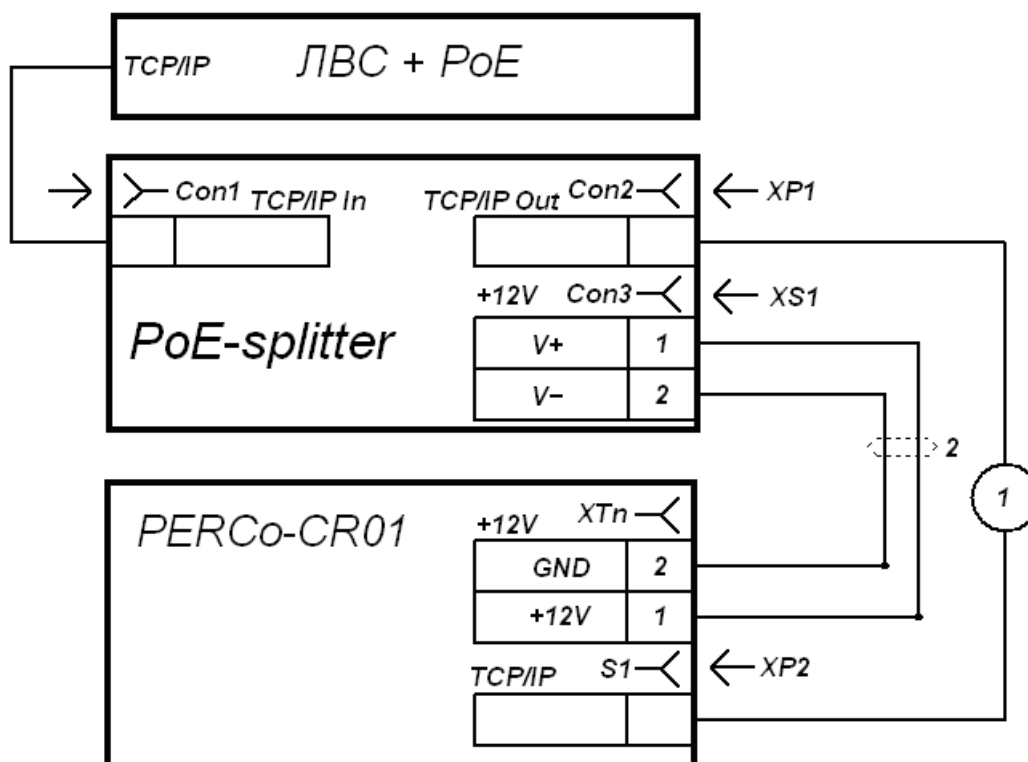 TCP/IP ЛВС + PoE
Con1 TCP/IP In TCP/IP Out Con2 XP1
+12V Con3 XS1
PoE-splitter
V+ 1
V− 2
2
1
PERCo-CR01
+12V XTn
GND 2
+12V 1
TCP/IP S1 XP2